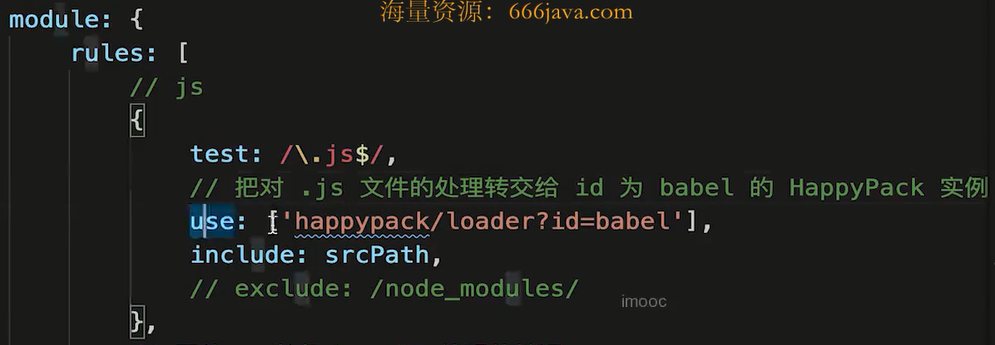 海量资源：666java.com
module: {
rules: [
// js
{
test: /\.js$/,
// 把对 .js 文件的处理转交给 id 为 babel 的 HappyPack 实例
use: ['happypack/loader?id=babel'],
include: srcPath,
// exclude: /node_modules/
imooc
},